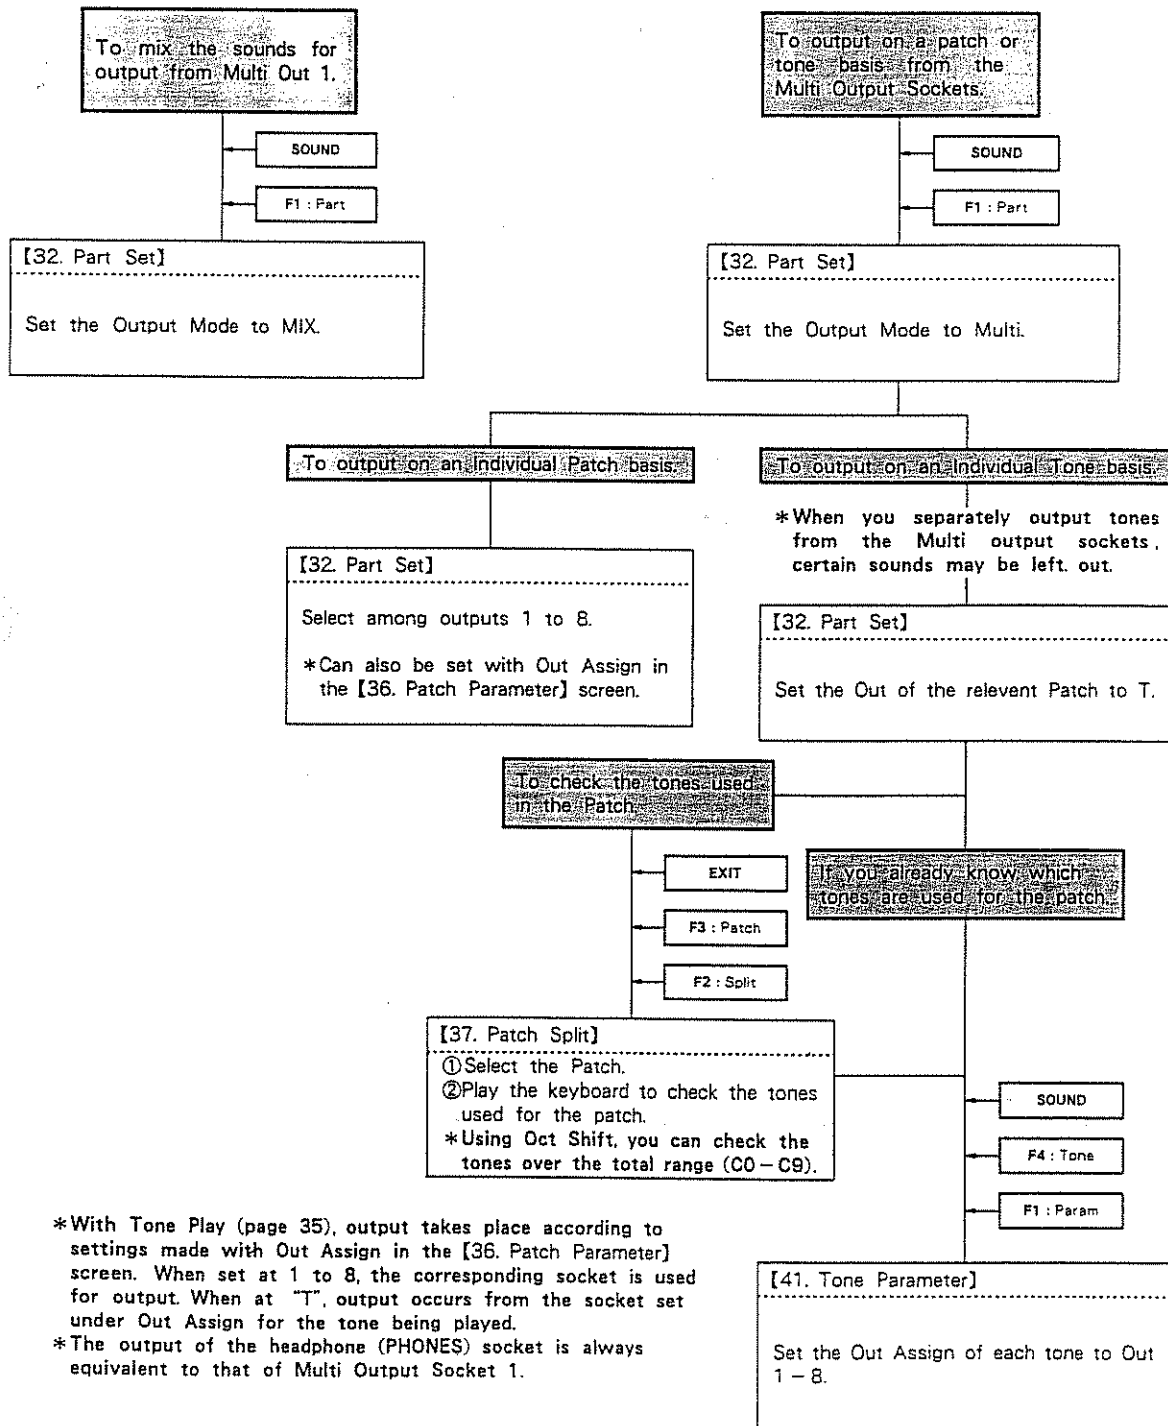 To mix the sounds for
output from Multi Out 1.
SOUND
F1 : Part
【32. Part Set】
Set the Output Mode to MIX.
To output on a patch or
tone basis from the
Multi Output Sockets.
SOUND
F1 : Part
【32. Part Set】
Set the Output Mode to Multi.
To output on an Individual Patch basis.
【32. Part Set】
Select among outputs 1 to 8.
*Can also be set with Out Assign in
the【36. Patch Parameter】screen.
To output on an Individual Tone basis.
*When you separately output tones
from the Multi output sockets,
certain sounds may be left. out.
【32. Part Set】
Set the Out of the relevent Patch to T.
To check the tones used
in the Patch.
EXIT
F3 : Patch
F2 : Split
【37. Patch Split】
①Select the Patch.
②Play the keyboard to check the tones
used for the patch.
*Using Oct Shift, you can check the
tones over the total range (C0－C9).
If you already know which
tones are used for the patch.
SOUND
F4 : Tone
F1 : Param
【41. Tone Parameter】
Set the Out Assign of each tone to Out
1－8.
*With Tone Play (page 35), output takes place according to
settings made with Out Assign in the【36. Patch Parameter】
screen. When set at 1 to 8, the corresponding socket is used
for output. When at "T", output occurs from the socket set
under Out Assign for the tone being played.
*The output of the headphone (PHONES) socket is always
equivalent to that of Multi Output Socket 1.